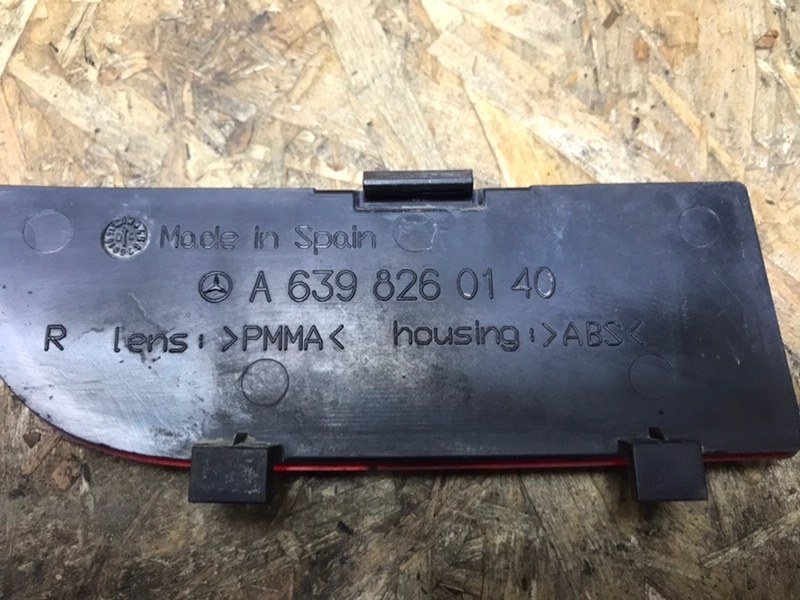 Made in Spain
A 639 826 01 40
R lens: >PMMA< housing: >ABS<